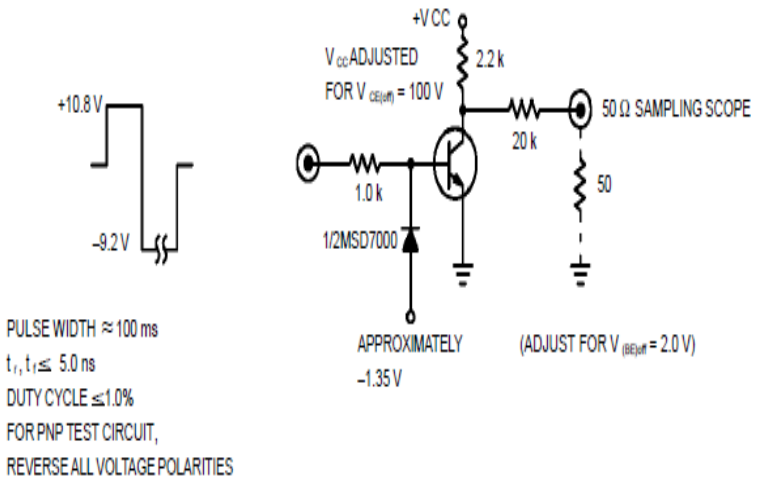 +V CC
V CC ADJUSTED
FOR V CE(off) = 100 V
2.2 k
+10.8 V
50 Ω SAMPLING SCOPE
20 k
1.0 k
50
–9.2 V
1/2MSD7000
PULSE WIDTH ≈ 100 ms
APPROXIMATELY
–1.35 V
(ADJUST FOR V (BE)off = 2.0 V)
t r, t f ≤ 5.0 ns
DUTY CYCLE ≤ 1.0%
FOR PNP TEST CIRCUIT,
REVERSE ALL VOLTAGE POLARITIES